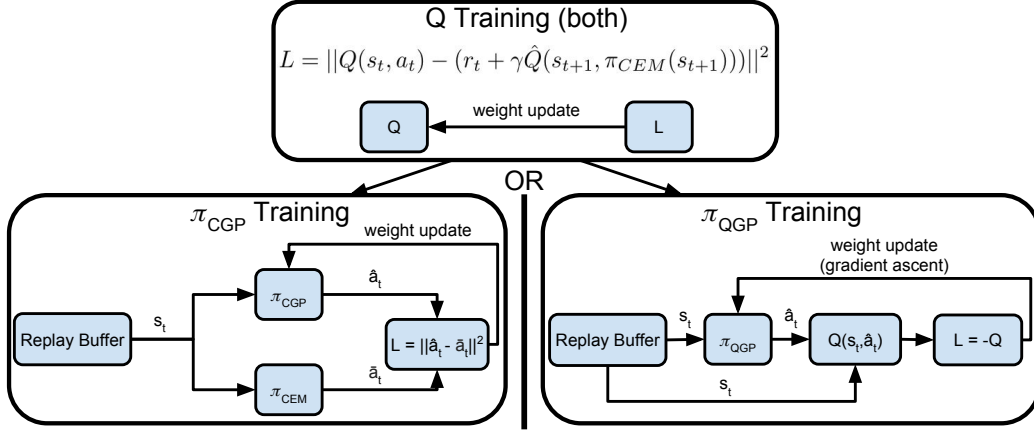 Q Training (both)
L = ||Q(s_t, a_t) − (r_t + γQ̂(s_{t+1}, π_{CEM}(s_{t+1})))||²
weight update
Q
L
OR
π_CGP Training
weight update
π_CGP
â_t
s_t
Replay Buffer
L = ||â_t - ā_t||²
π_CEM
ā_t
π_QGP Training
weight update
(gradient ascent)
s_t
â_t
Replay Buffer
π_QGP
Q(s_t,â_t)
L = -Q
s_t